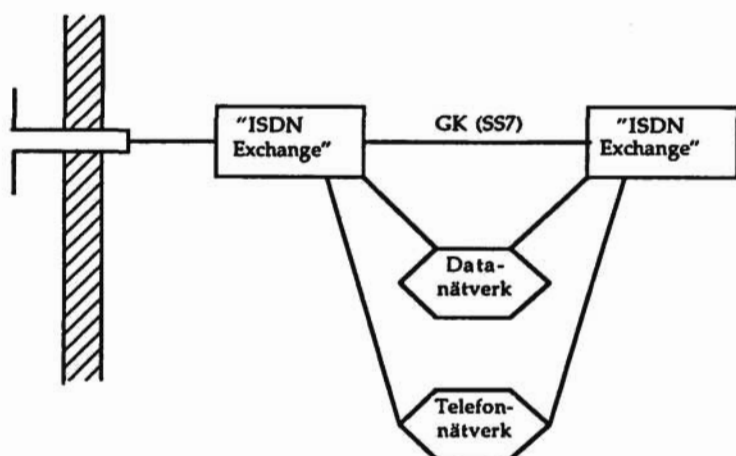 "ISDN
Exchange"
GK (SS7)
"ISDN
Exchange"
Data-
nätverk
Telefon-
nätverk